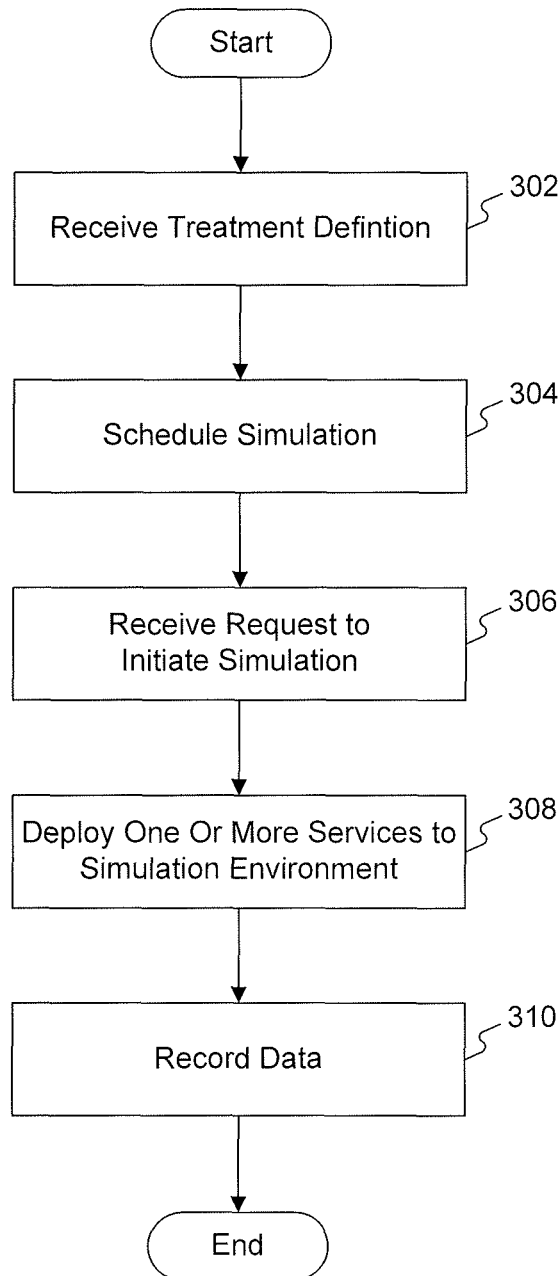 Start
302
Receive Treatment Defintion
304
Schedule Simulation
306
Receive Request to
Initiate Simulation
308
Deploy One Or More Services to
Simulation Environment
310
Record Data
End